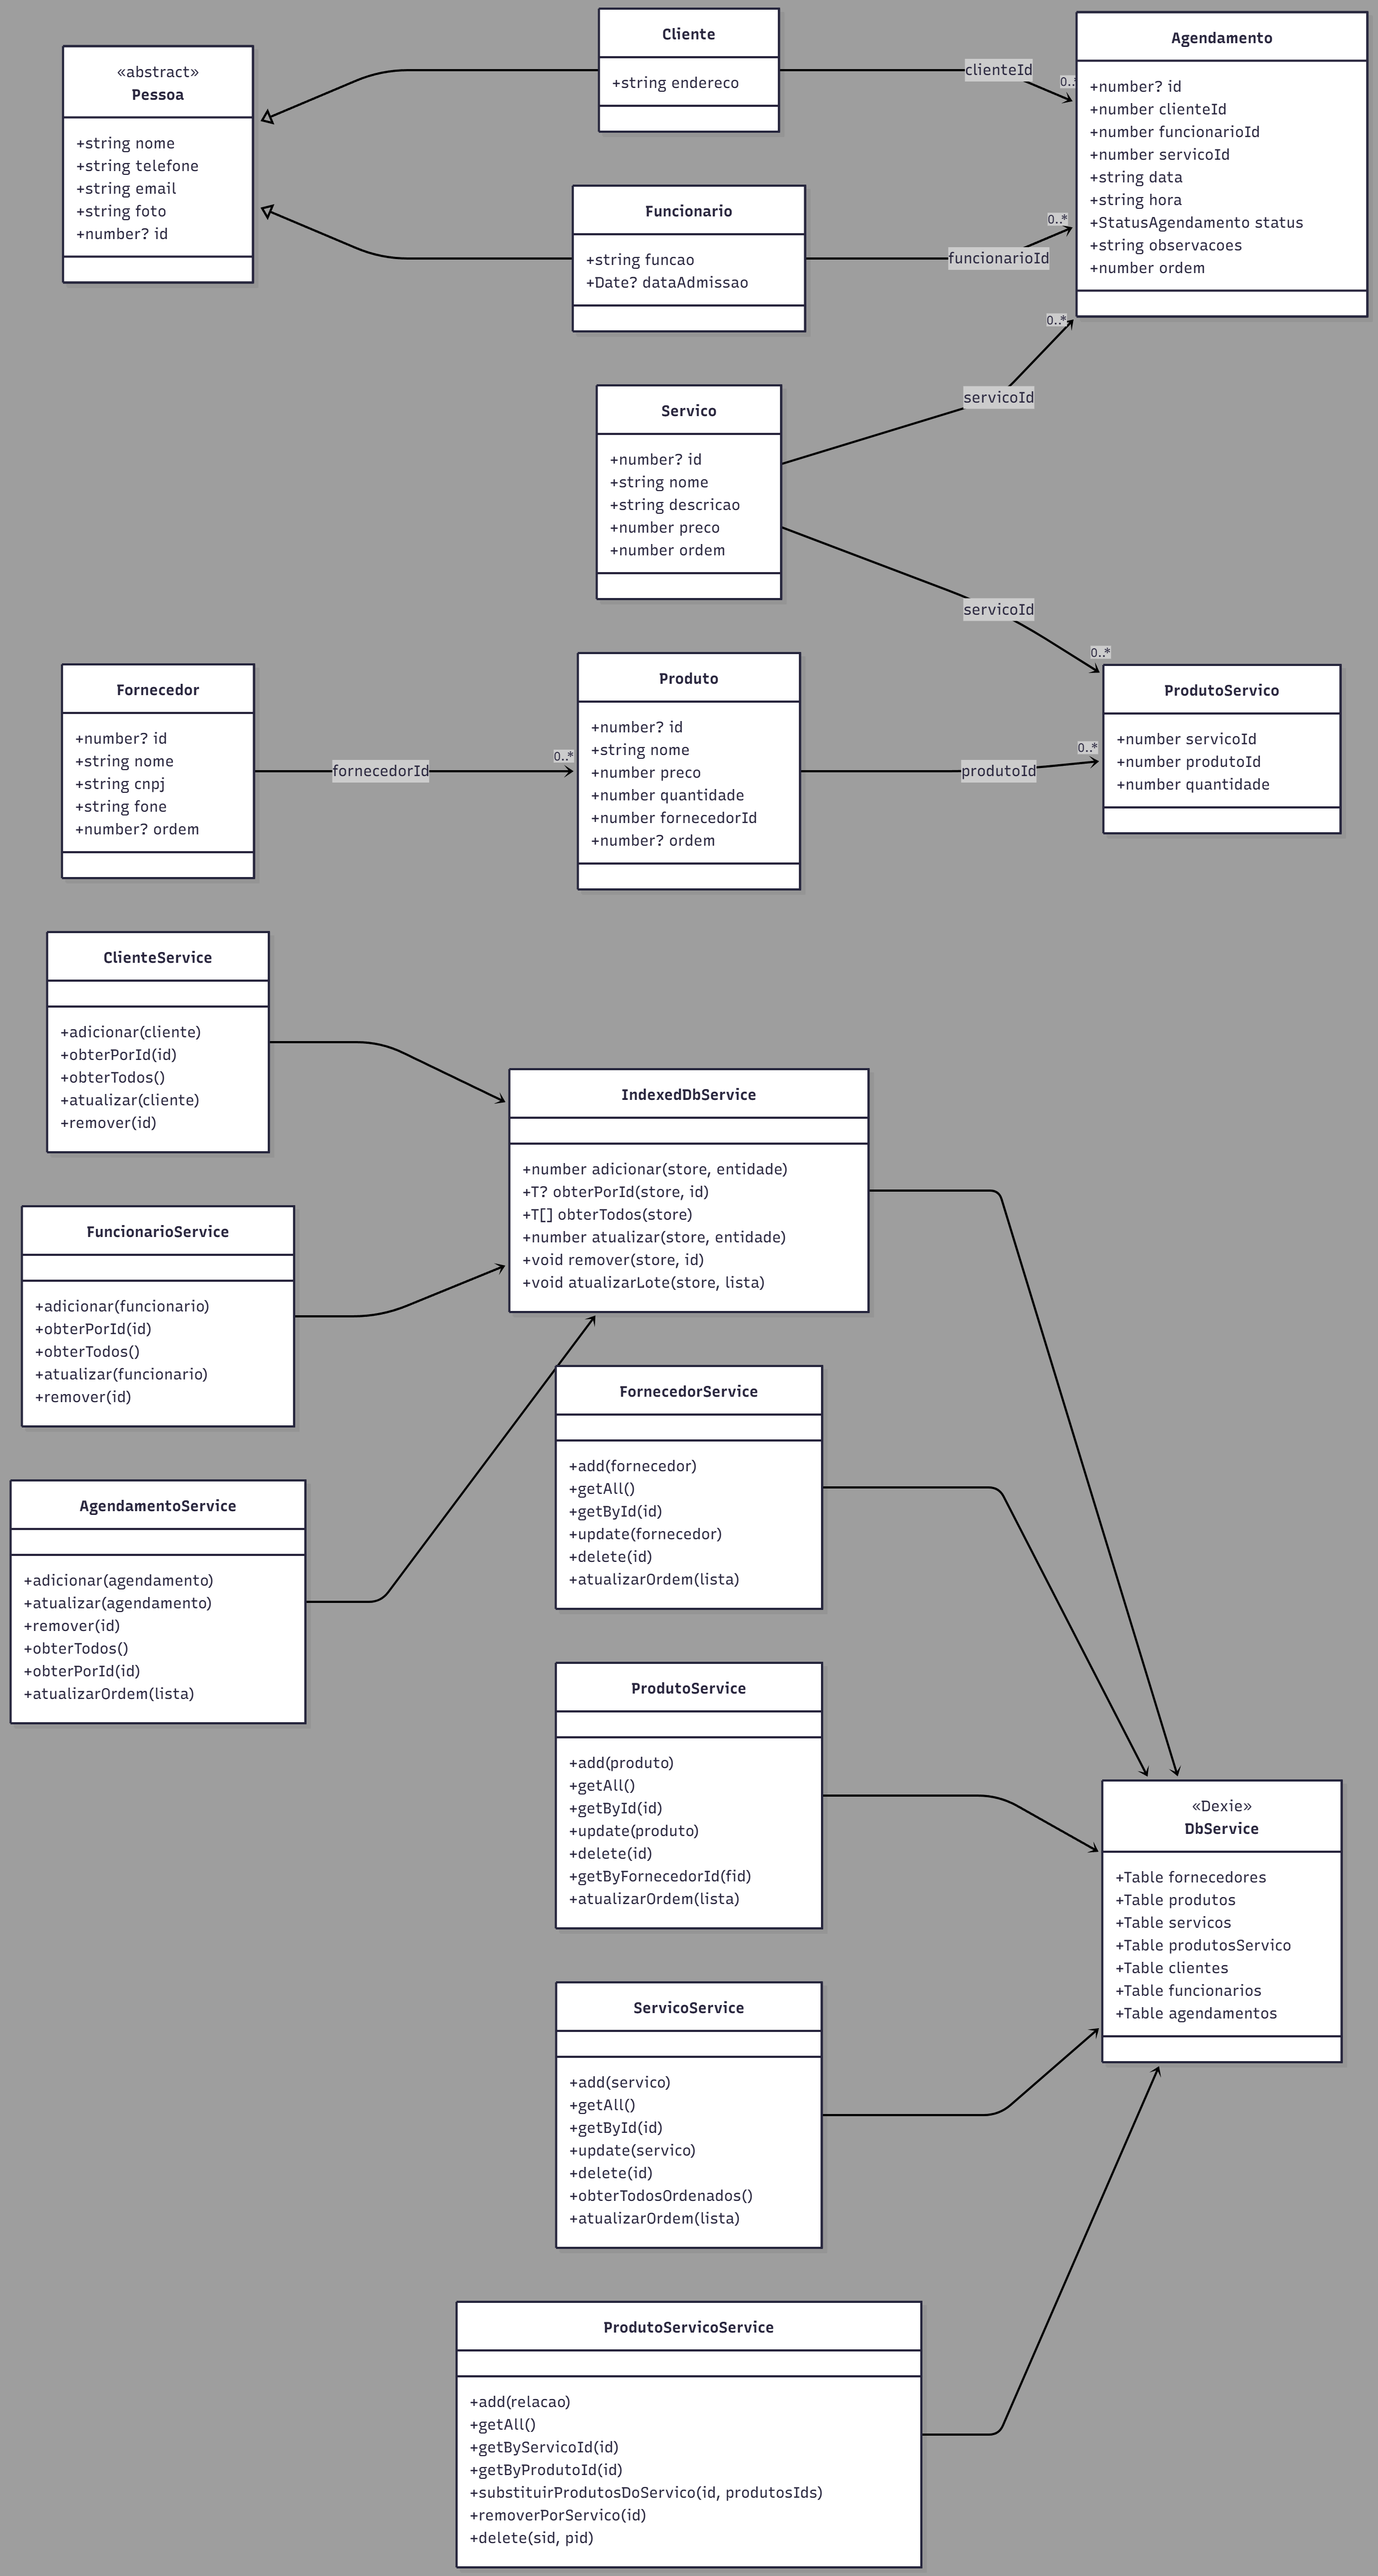 «abstract»
Pessoa
+string nome
+string telefone
+string email
+string foto
+number? id
Cliente
+string endereco
clienteId
0..*
Agendamento
+number? id
+number clienteId
+number funcionarioId
+number servicoId
+string data
+string hora
+StatusAgendamento status
+string observacoes
+number ordem
Funcionario
+string funcao
+Date? dataAdmissao
funcionarioId
0..*
0..*
servicoId
Servico
+number? id
+string nome
+string descricao
+number preco
+number ordem
servicoId
0..*
Fornecedor
+number? id
+string nome
+string cnpj
+string fone
+number? ordem
fornecedorId
0..*
Produto
+number? id
+string nome
+number preco
+number quantidade
+number fornecedorId
+number? ordem
produtoId
0..*
ProdutoServico
+number servicoId
+number produtoId
+number quantidade
ClienteService
+adicionar(cliente)
+obterPorId(id)
+obterTodos()
+atualizar(cliente)
+remover(id)
IndexedDbService
+number adicionar(store, entidade)
+T? obterPorId(store, id)
+T[] obterTodos(store)
+number atualizar(store, entidade)
+void remover(store, id)
+void atualizarLote(store, lista)
FuncionarioService
+adicionar(funcionario)
+obterPorId(id)
+obterTodos()
+atualizar(funcionario)
+remover(id)
FornecedorService
+add(fornecedor)
+getAll()
+getById(id)
+update(fornecedor)
+delete(id)
+atualizarOrdem(lista)
AgendamentoService
+adicionar(agendamento)
+atualizar(agendamento)
+remover(id)
+obterTodos()
+obterPorId(id)
+atualizarOrdem(lista)
ProdutoService
+add(produto)
+getAll()
+getById(id)
+update(produto)
+delete(id)
+getByFornecedorId(fid)
+atualizarOrdem(lista)
«Dexie»
DbService
+Table fornecedores
+Table produtos
+Table servicos
+Table produtosServico
+Table clientes
+Table funcionarios
+Table agendamentos
ServicoService
+add(servico)
+getAll()
+getById(id)
+update(servico)
+delete(id)
+obterTodosOrdenados()
+atualizarOrdem(lista)
ProdutoServicoService
+add(relacao)
+getAll()
+getByServicoId(id)
+getByProdutoId(id)
+substituirProdutosDoServico(id, produtosIds)
+removerPorServico(id)
+delete(sid, pid)